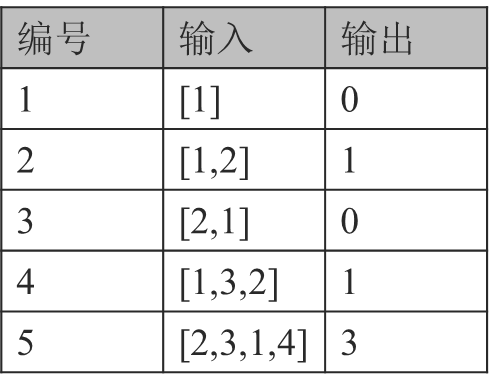 编号 输入 输出
1 [1] 0
2 [1,2] 1
3 [2,1] 0
4 [1,3,2] 1
5 [2,3,1,4] 3